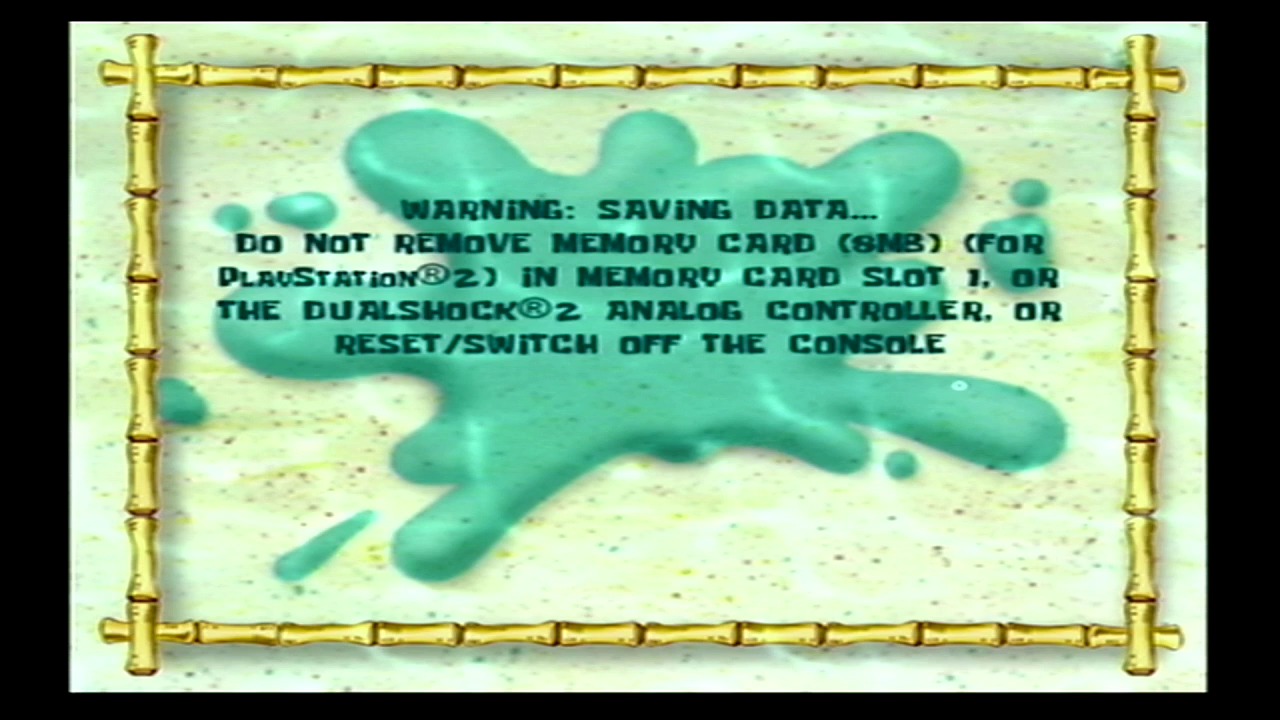 WARNING: SAVING DATA...
DO NOT REMOVE MEMORY CARD (8MB) (FOR
PLAYSTATION®2) IN MEMORY CARD SLOT 1, OR
THE DUALSHOCK®2 ANALOG CONTROLLER, OR
RESET/SWITCH OFF THE CONSOLE